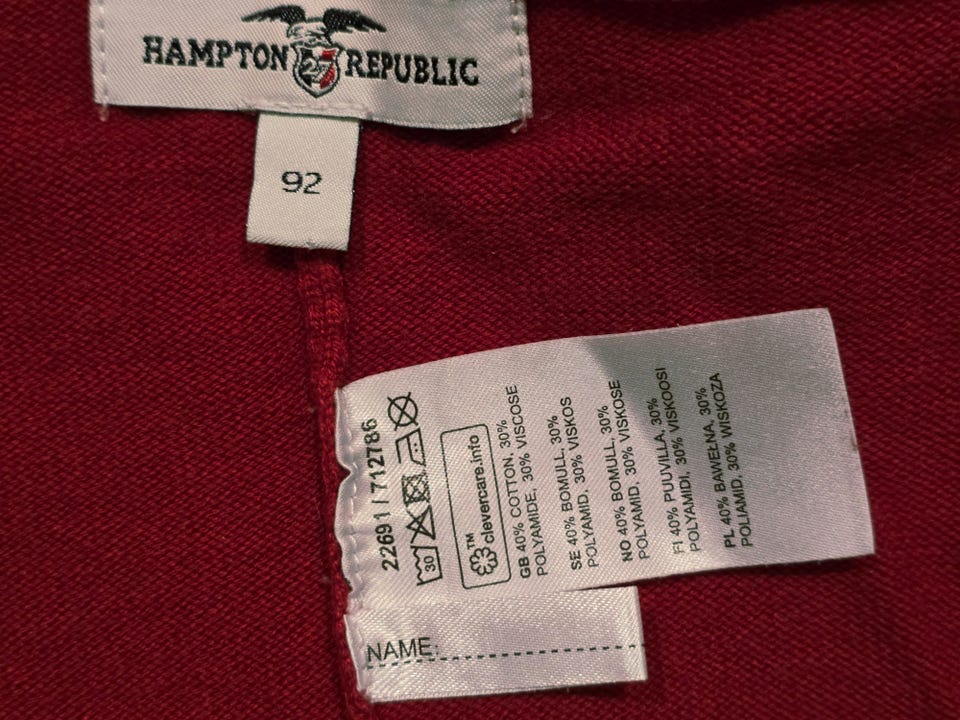 HAMPTON 27 REPUBLIC
92
22691 / 712786
30
clevercare.info
TM
GB 40% COTTON, 30%
POLYAMIDE, 30% VISCOSE
SE 40% BOMULL, 30%
POLYAMID, 30% VISKOS
NO 40% BOMULL, 30%
POLYAMID, 30% VISKOSE
FI 40% PUUVILLA, 30%
POLYAMIDI, 30% VISKOOSI
PL 40% BAWEŁNA, 30%
POLIAMID, 30% WISKOZA
NAME: